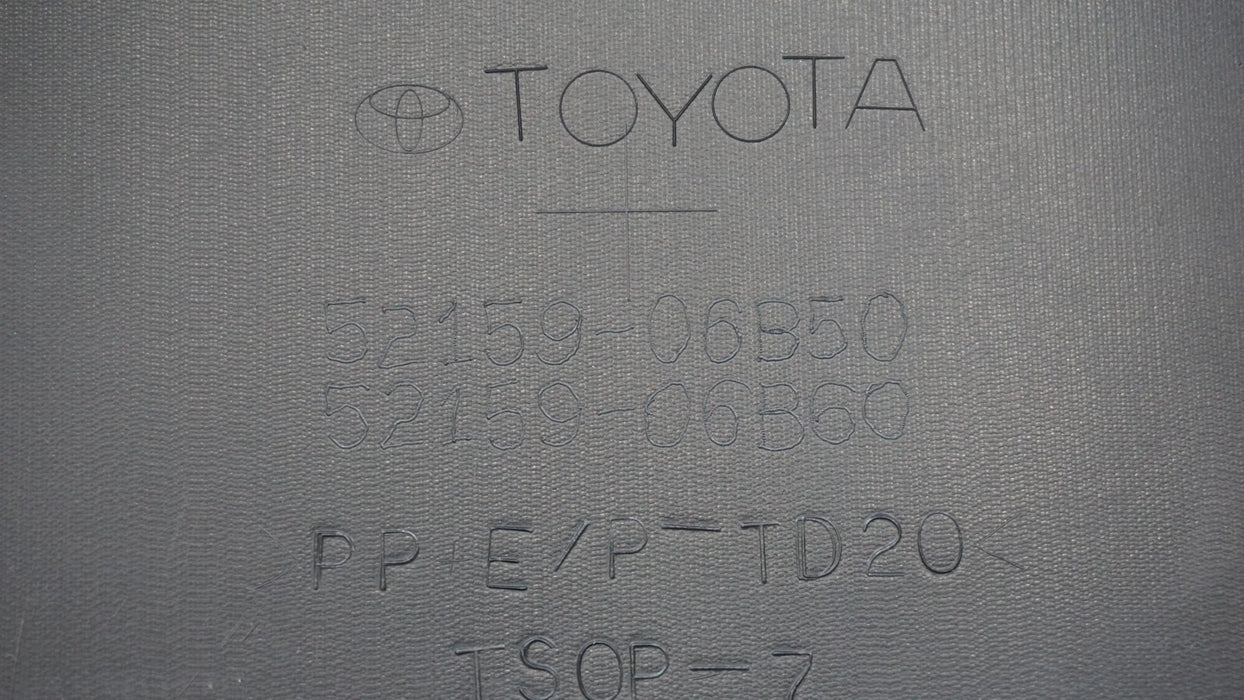 TOYOTA
52159-06B50
52159-06B60
>PP+E/P-TD20<
TSOP-7